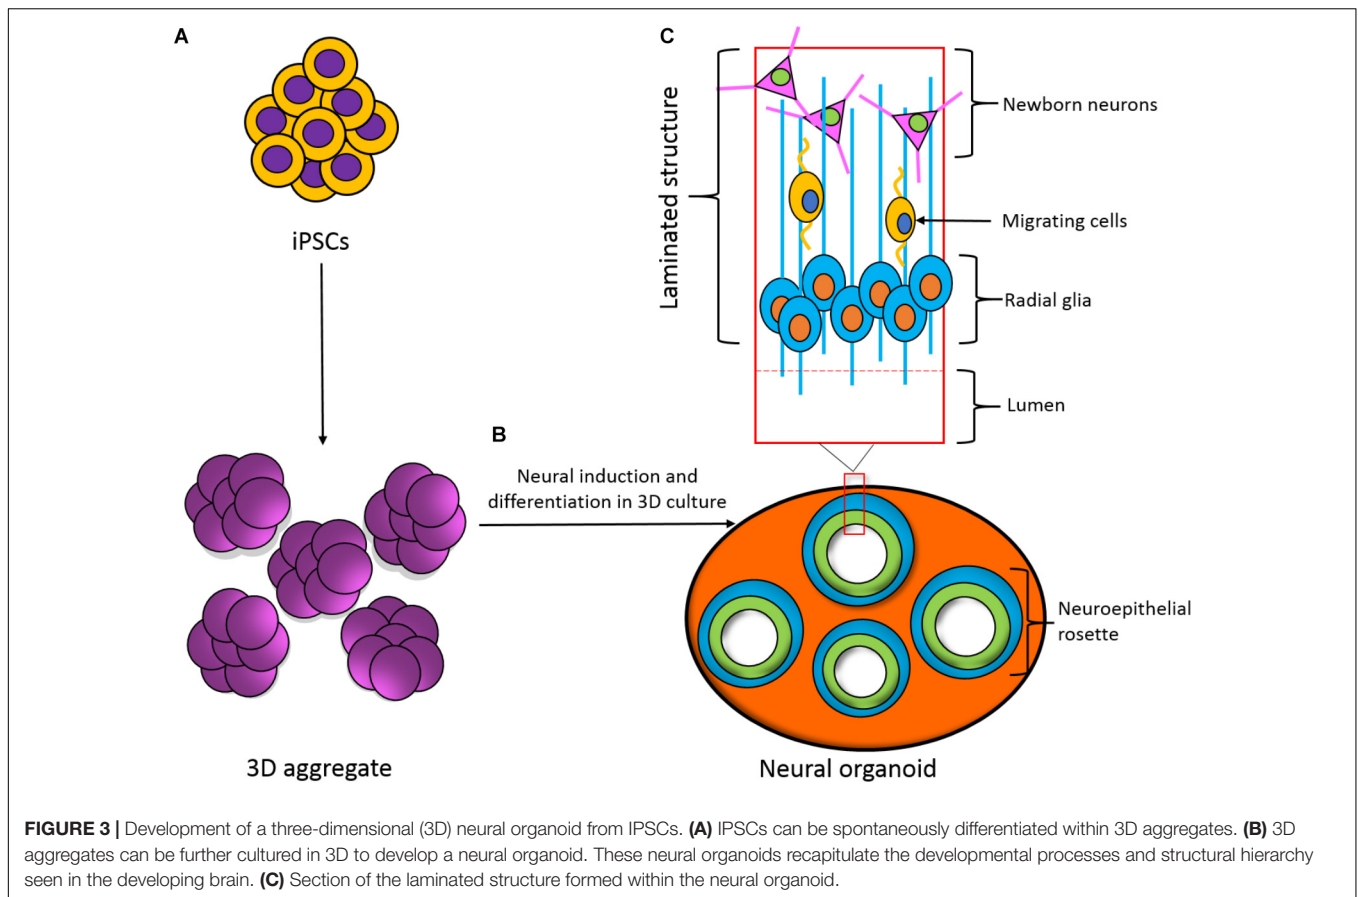 A
iPSCs
3D aggregate
B
Neural induction and
differentiation in 3D culture
C
Laminated structure
Newborn neurons
Migrating cells
Radial glia
Lumen
Neuroepithelial
rosette
Neural organoid
FIGURE 3 | Development of a three-dimensional (3D) neural organoid from IPSCs. (A) IPSCs can be spontaneously differentiated within 3D aggregates. (B) 3D
aggregates can be further cultured in 3D to develop a neural organoid. These neural organoids recapitulate the developmental processes and structural hierarchy
seen in the developing brain. (C) Section of the laminated structure formed within the neural organoid.